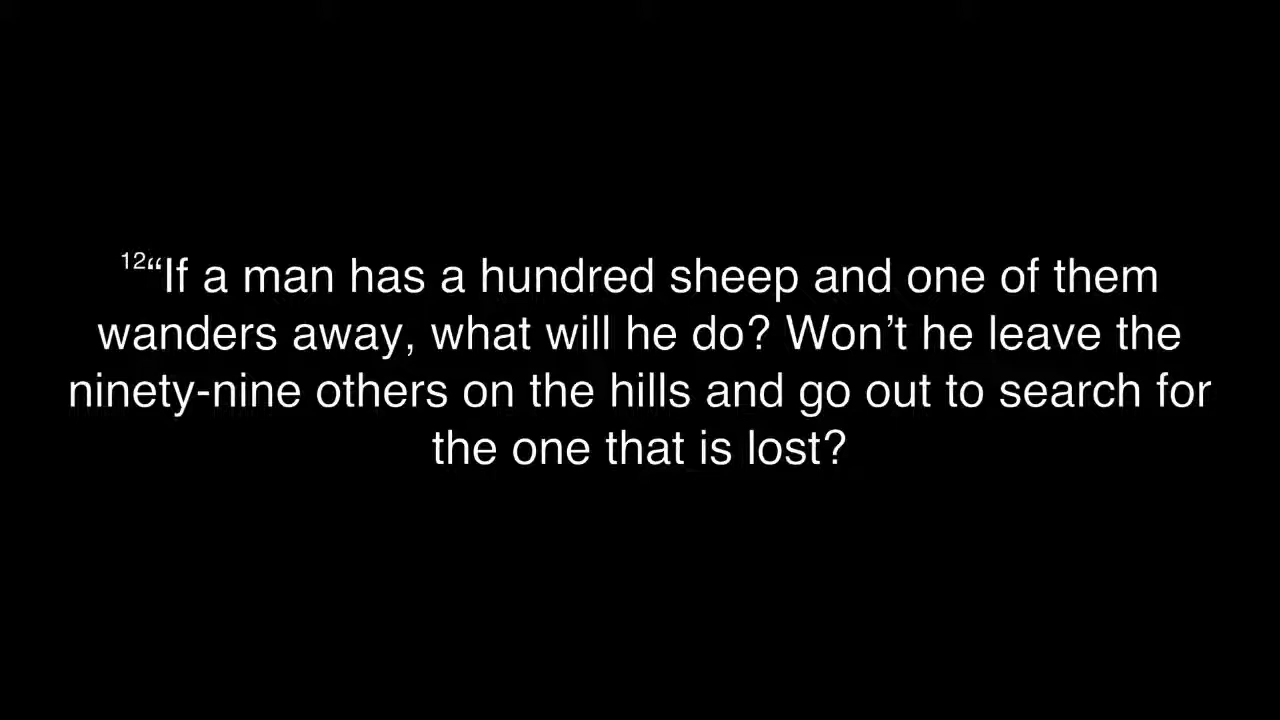 12“If a man has a hundred sheep and one of them
wanders away, what will he do? Won’t he leave the
ninety-nine others on the hills and go out to search for
the one that is lost?